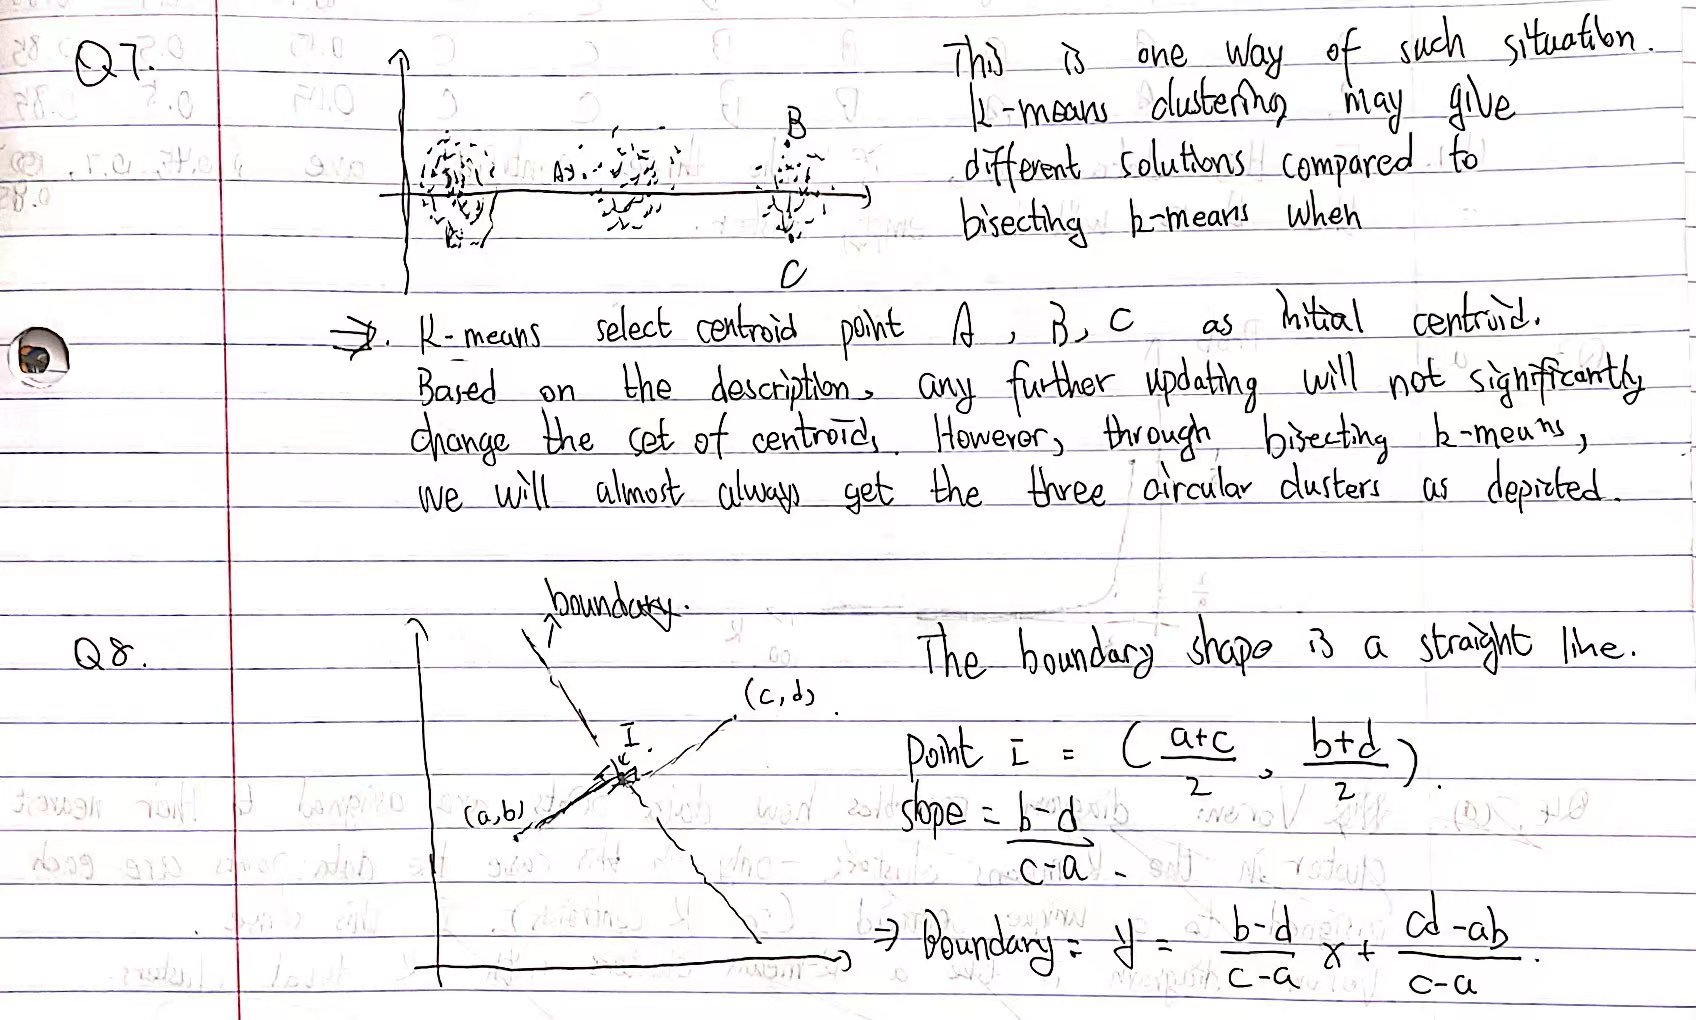 Q7.
This is one way of such situation.
k-means clustering may give
different solutions compared to
bisecting k-means when
B
A
C
⇒. K-means select centroid point A, B, C as initial centroid.
Based on the description, any further updating will not significantly
change the set of centroid. However, through bisecting k-means,
we will almost always get the three circular clusters as depicted.
Q8.
boundary.
The boundary shape is a straight line.
(c,d)
I.
(a,b)
point I = (a+c/2, b+d/2).
slope = b-d/c-a.
⇒ Boundary = y = b-d/c-a x + cd-ab/c-a.